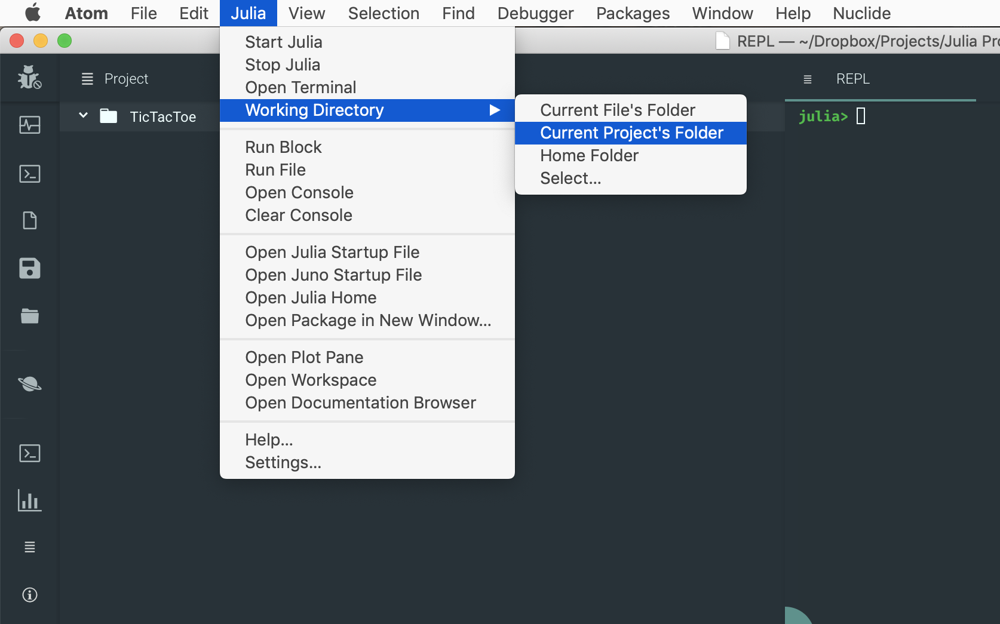 Atom File Edit Julia View Selection Find Debugger Packages Window Help Nuclide
REPL — ~/Dropbox/Projects/Julia Pro
Project
TicTacToe
Start Julia
Stop Julia
Open Terminal
Working Directory
Run Block
Run File
Open Console
Clear Console
Open Julia Startup File
Open Juno Startup File
Open Julia Home
Open Package in New Window...
Open Plot Pane
Open Workspace
Open Documentation Browser
Help...
Settings...
Current File's Folder
Current Project's Folder
Home Folder
Select...
REPL
julia>